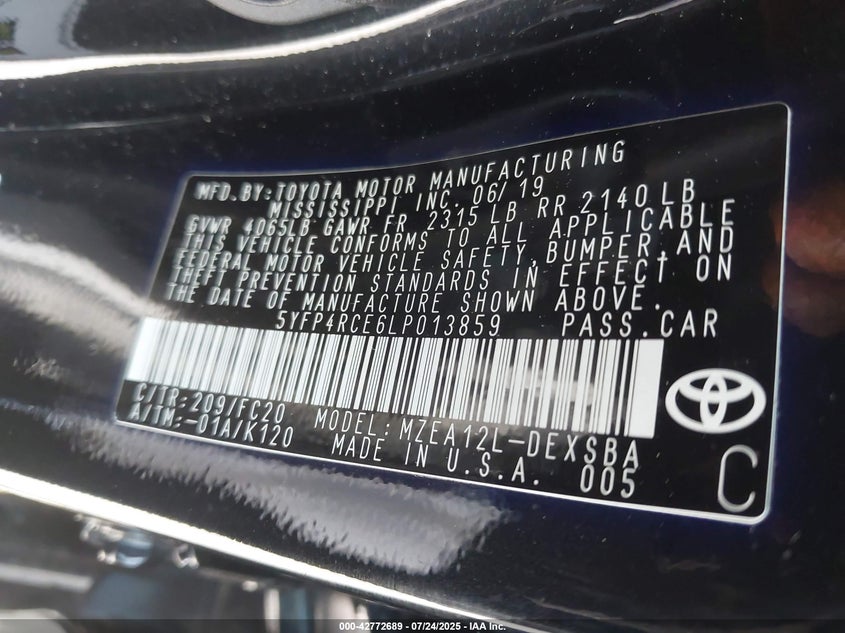 MFD.BY:TOYOTA MOTOR MANUFACTURING
MISSISSIPPI INC. 06/19
GVWR 4065LB GAWR FR 2315 LB RR 2140 LB
THIS VEHICLE CONFORMS TO ALL APPLICABLE
FEDERAL MOTOR VEHICLE SAFETY,BUMPER,AND
THEFT PREVENTION STANDARDS IN EFFECT ON
THE DATE OF MANUFACTURE SHOWN ABOVE.
5YFP4RCE6LP013859 PASS.CAR
C/TR:209/FC20 MODEL:MZEA12L-DEXSBA
A/TM:-01A/K120 MADE IN U.S.A. 005
C
000-42772689 - 07/24/2025 - IAA Inc.